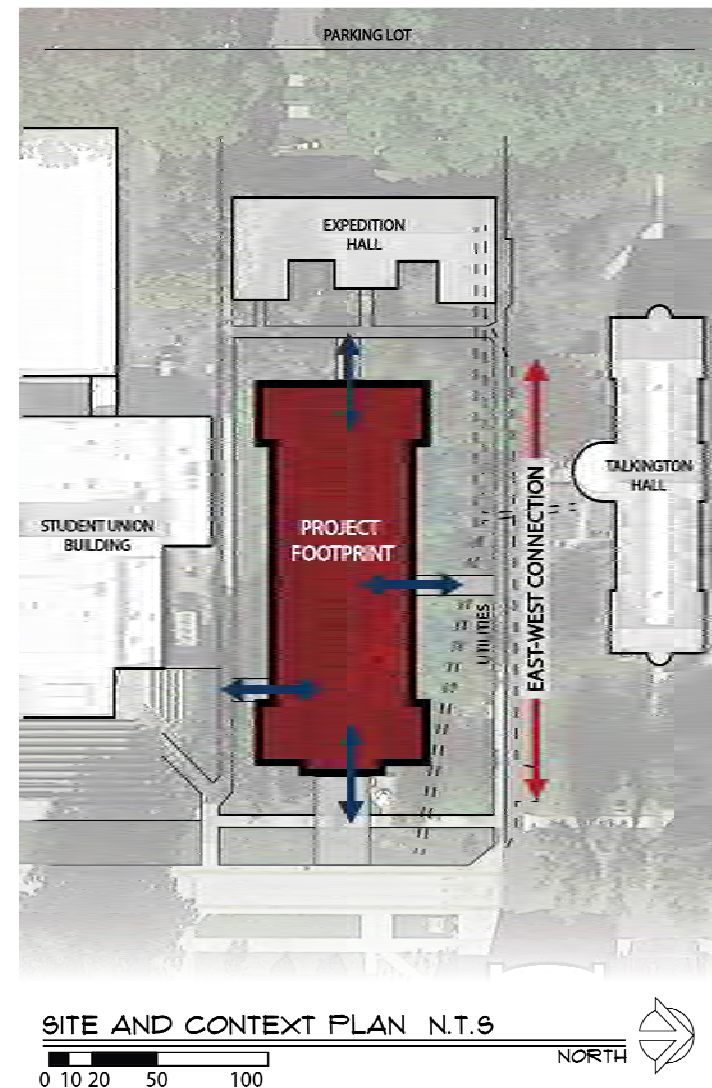 PARKING LOT
EXPEDITION
HALL
TALKINGTON
HALL
STUDENT UNION
BUILDING
PROJECT
FOOTPRINT
UTILITIES
EAST-WEST CONNECTION
SITE AND CONTEXT PLAN N.T.S
NORTH
0 10 20 50 100